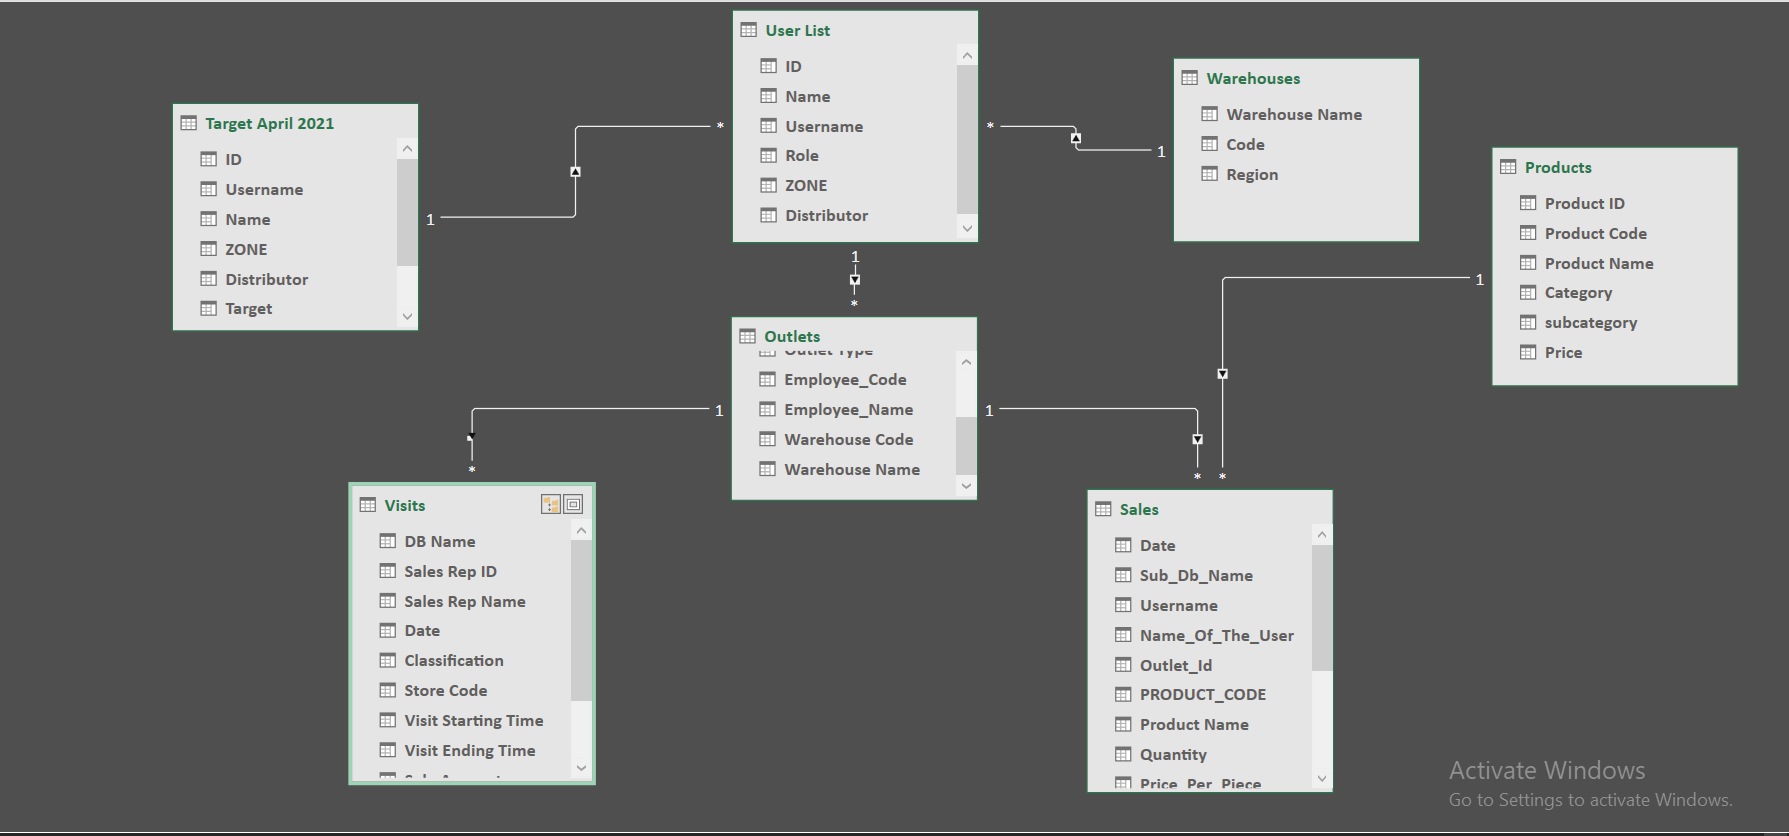 User List
ID
Name
Username
Role
ZONE
Distributor
Warehouses
Warehouse Name
Code
Region
Target April 2021
ID
Username
Name
ZONE
Distributor
Target
Products
Product ID
Product Code
Product Name
Category
subcategory
Price
*
1
*
1
1
*
1
Outlets
Outlet Type
Employee_Code
Employee_Name
Warehouse Code
Warehouse Name
1
*
1
*
*
Visits
DB Name
Sales Rep ID
Sales Rep Name
Date
Classification
Store Code
Visit Starting Time
Visit Ending Time
Sales
Date
Sub_Db_Name
Username
Name_Of_The_User
Outlet_Id
PRODUCT_CODE
Product Name
Quantity
Price_Per_Piece
Activate Windows
Go to Settings to activate Windows.